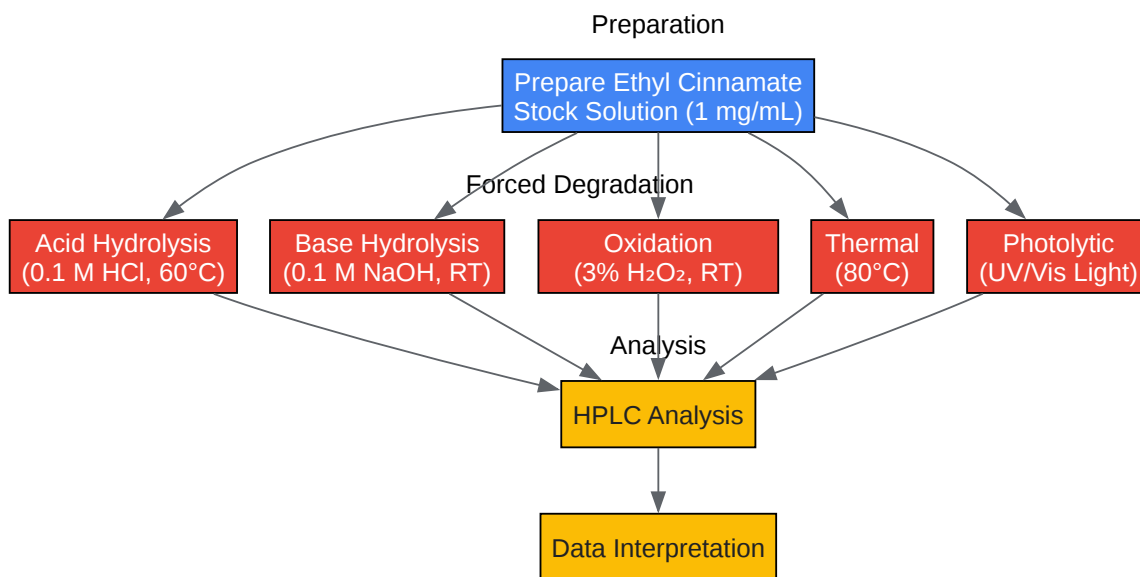 Preparation
Prepare Ethyl Cinnamate
Stock Solution (1 mg/mL)
Forced Degradation
Acid Hydrolysis
(0.1 M HCl, 60°C)
Base Hydrolysis
(0.1 M NaOH, RT)
Oxidation
(3% H₂O₂, RT)
Thermal
(80°C)
Photolytic
(UV/Vis Light)
Analysis
HPLC Analysis
Data Interpretation